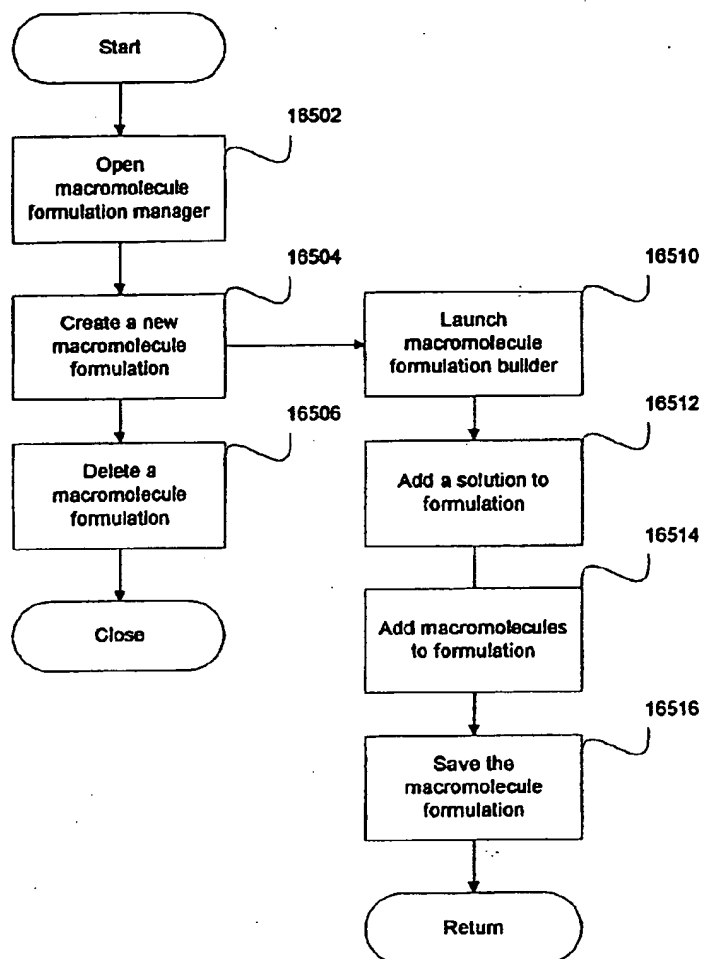 Start
16502
Open
macromolecule
formulation manager
16504
Create a new
macromolecule
formulation
16506
Delete a
macromolecule
formulation
Close
16510
Launch
macromolecule
formulation builder
16512
Add a solution to
formulation
16514
Add macromolecules
to formulation
16516
Save the
macromolecule
formulation
Return